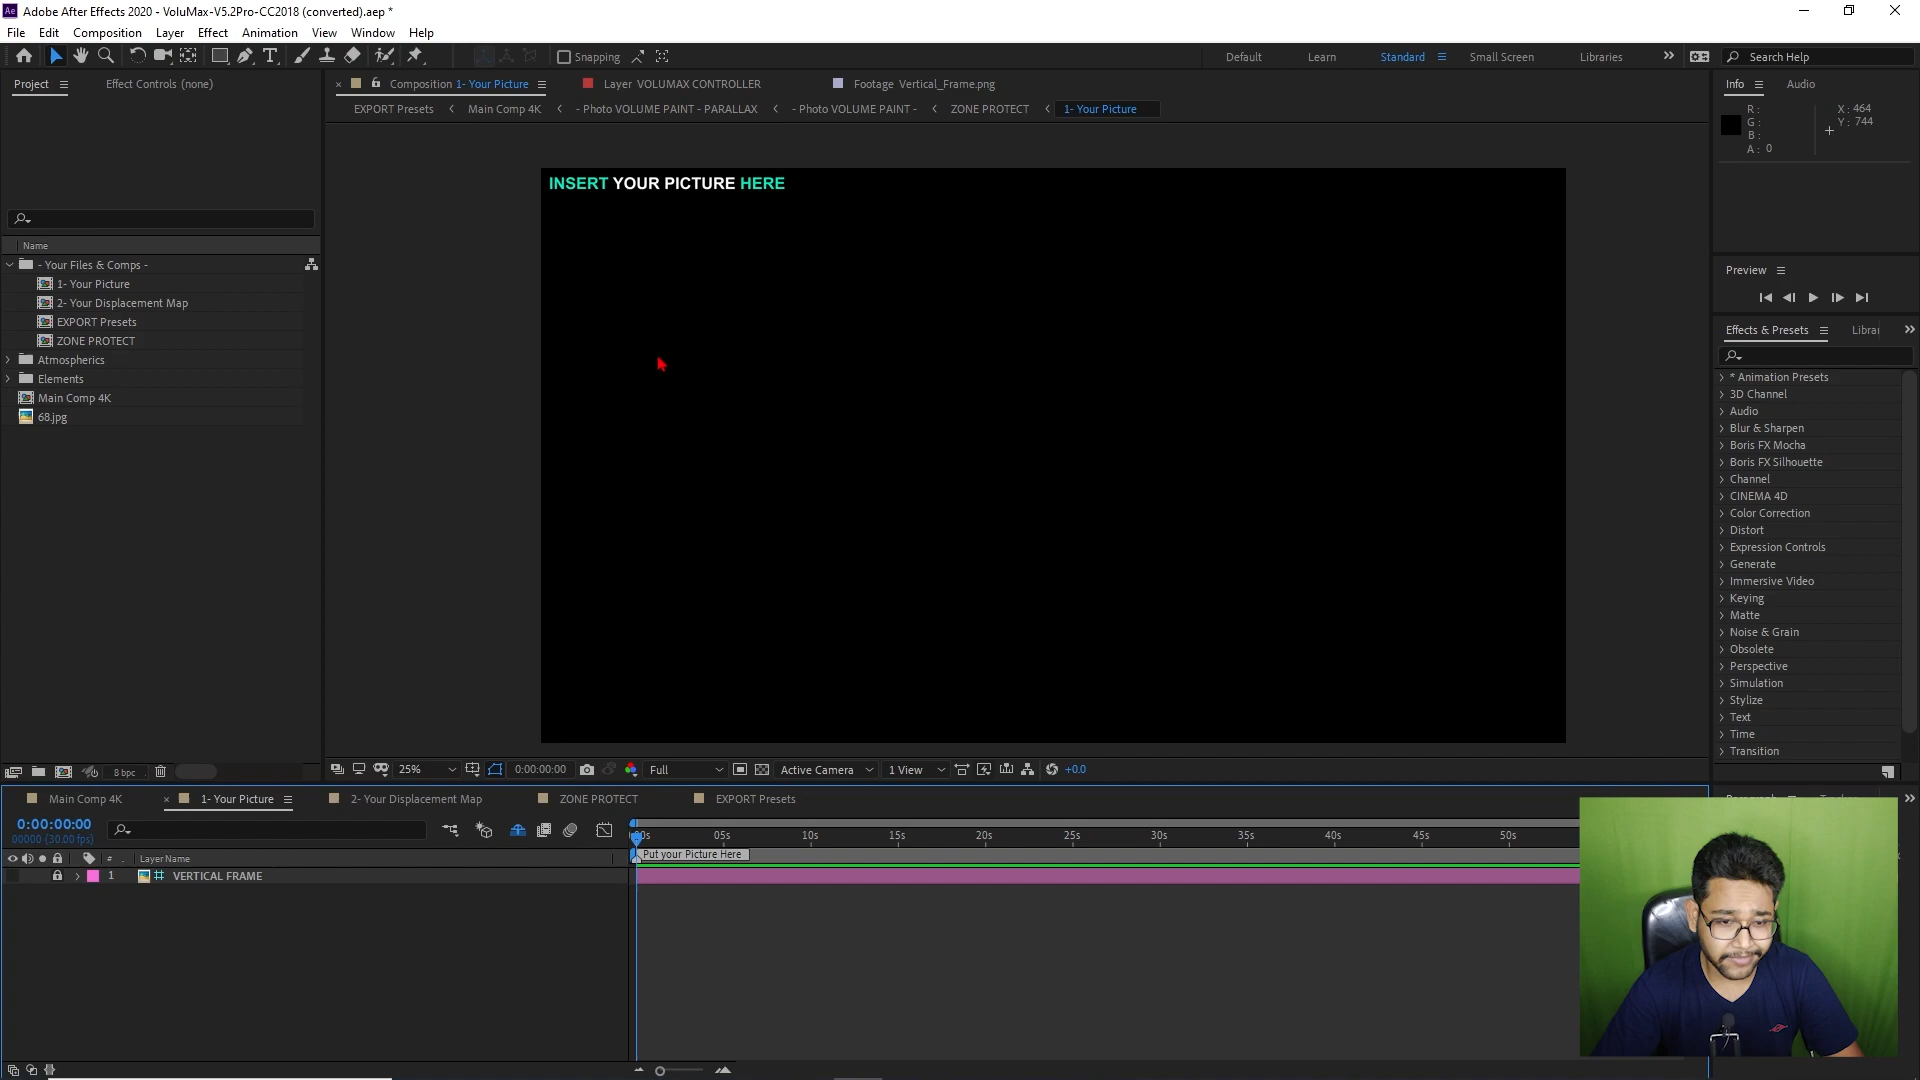 Adobe After Effects 2020 - VoluMax-V5.2Pro-CC2018 (converted).aep *
File Edit Composition Layer Effect Animation View Window Help
Snapping
Default Learn Standard Small Screen Libraries
Search Help
Project Effect Controls (none)
Composition 1- Your Picture Layer VOLUMAX CONTROLLER Footage Vertical_Frame.png
EXPORT Presets Main Comp 4K - Photo VOLUME PAINT - PARALLAX - Photo VOLUME PAINT - ZONE PROTECT 1- Your Picture
Info Audio
R :
G :
B :
A : 0
X : 464
Y : 744
INSERT YOUR PICTURE HERE
Name
- Your Files & Comps -
1- Your Picture
2- Your Displacement Map
EXPORT Presets
ZONE PROTECT
Atmospherics
Elements
Main Comp 4K
68.jpg
Preview
Effects & Presets Librar
* Animation Presets
3D Channel
Audio
Blur & Sharpen
Boris FX Mocha
Boris FX Silhouette
Channel
CINEMA 4D
Color Correction
Distort
Expression Controls
Generate
Immersive Video
Keying
Matte
Noise & Grain
Obsolete
Perspective
Simulation
Stylize
Text
Time
Transition
8 bpc
25% 0:00:00:00 Full Active Camera 1 View +0.0
Main Comp 4K 1- Your Picture 2- Your Displacement Map ZONE PROTECT EXPORT Presets
0:00:00:00
00000 (30.00 fps)
05s 10s 15s 20s 25s 30s 35s 40s 45s 50s
# Layer Name
Put your Picture Here
1 VERTICAL FRAME